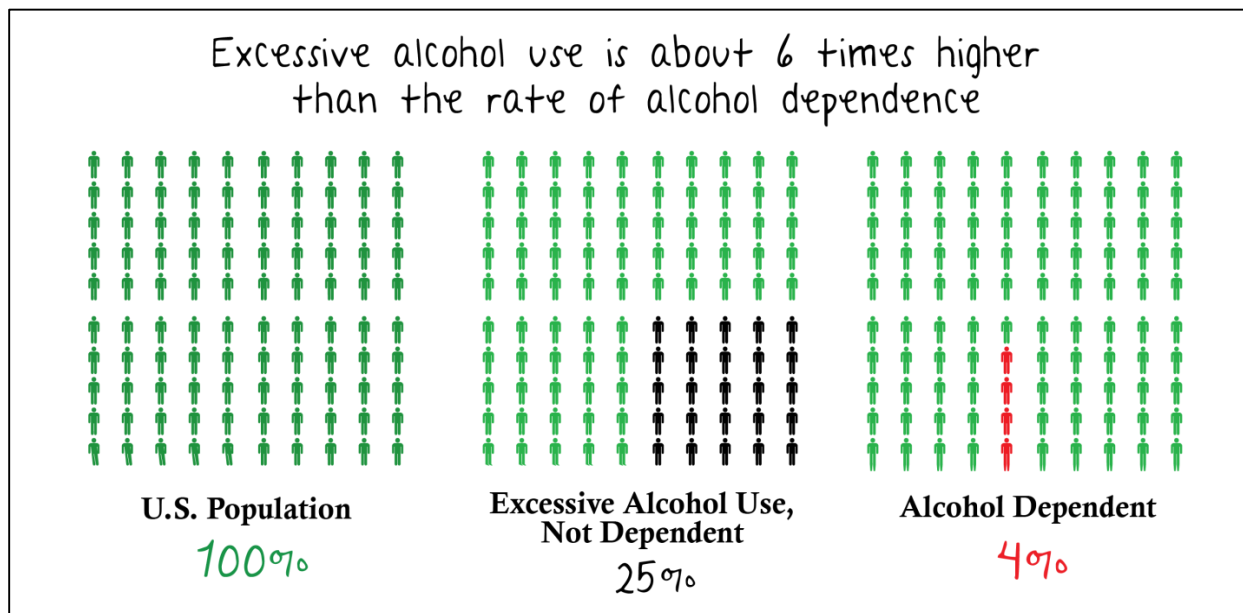 Excessive alcohol use is about 6 times higher
than the rate of alcohol dependence
U.S. Population
100%
Excessive Alcohol Use,
Not Dependent
25%
Alcohol Dependent
4%